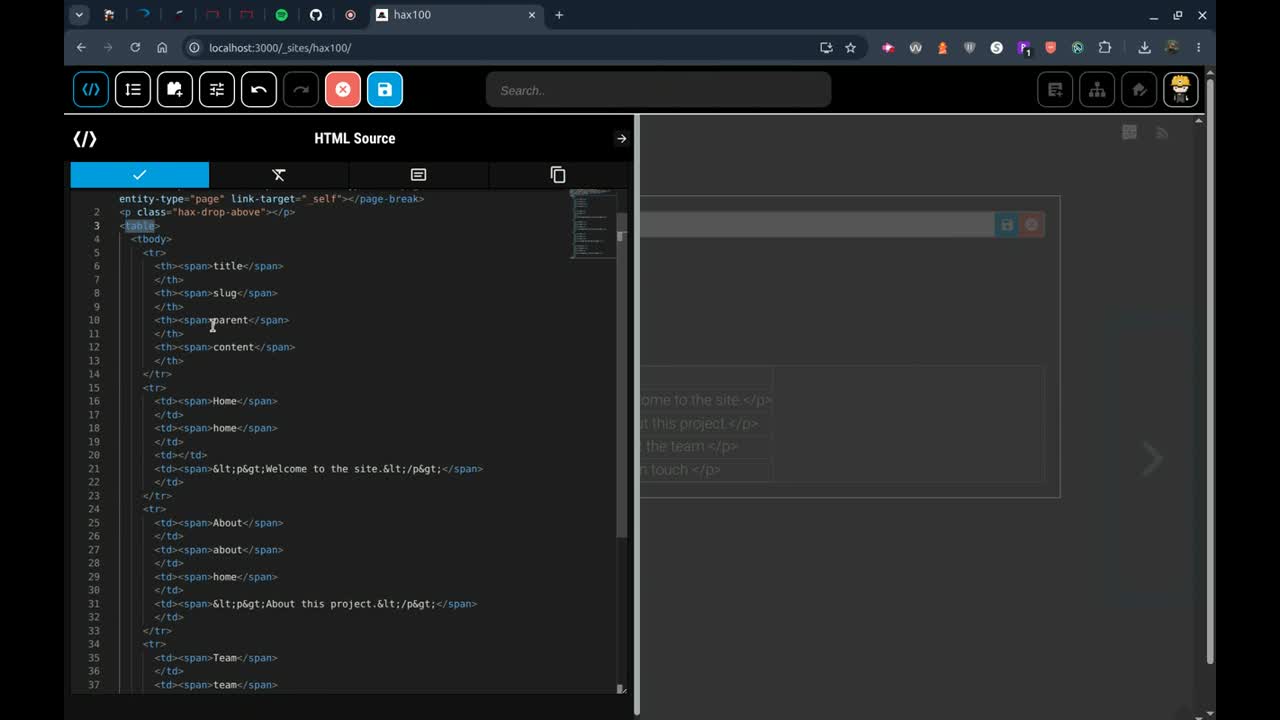 hax100
localhost:3000/_sites/hax100/
1
Search..
HTML Source
entity-type="page" link-target="_self"></page-break>
2 <p class="hax-drop-above"></p>
3 <table>
4 <tbody>
5 <tr>
6 <th><span>title</span>
7 </th>
8 <th><span>slug</span>
9 </th>
10 <th><span>parent</span>
11 </th>
12 <th><span>content</span>
13 </th>
14 </tr>
15 <tr>
16 <td><span>Home</span>
17 </td>
18 <td><span>home</span>
19 </td>
20 <td></td>
21 <td><span>&lt;p&gt;Welcome to the site.&lt;/p&gt;</span>
22 </td>
23 </tr>
24 <tr>
25 <td><span>About</span>
26 </td>
27 <td><span>about</span>
28 </td>
29 <td><span>home</span>
30 </td>
31 <td><span>&lt;p&gt;About this project.&lt;/p&gt;</span>
32 </td>
33 </tr>
34 <tr>
35 <td><span>Team</span>
36 </td>
37 <td><span>team</span>
ome to the site.</p>
t this project.</p>
t the team </p>
n touch </p>